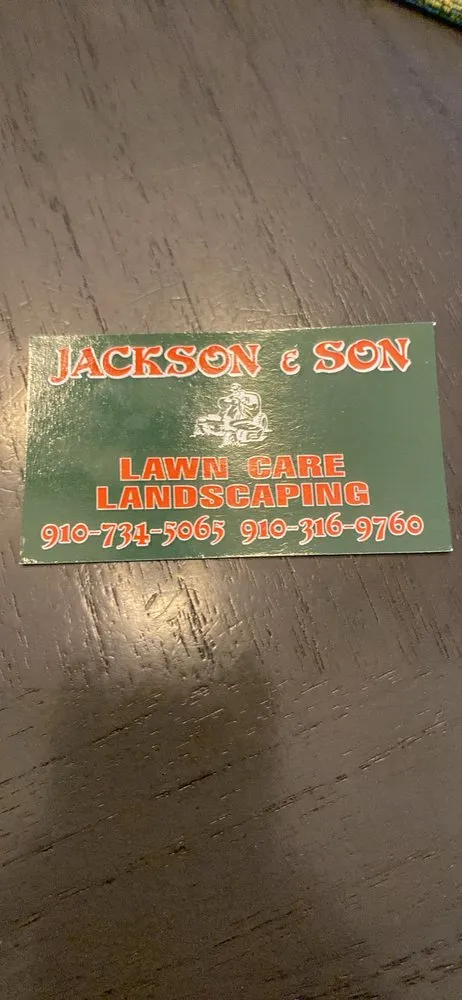 JACKSON & SON
LAWN CARE
LANDSCAPING
910-734-5065 910-316-9760